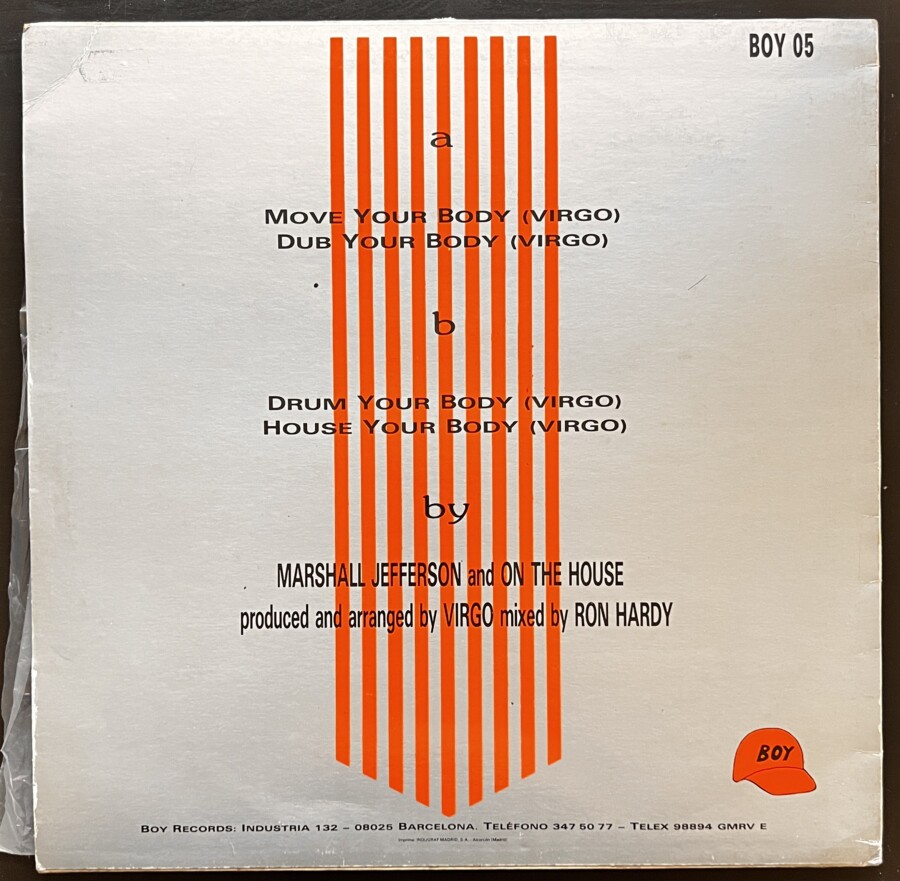 BOY 05
a
MOVE YOUR BODY (VIRGO)
DUB YOUR BODY (VIRGO)
b
DRUM YOUR BODY (VIRGO)
HOUSE YOUR BODY (VIRGO)
by
MARSHALL JEFFERSON and ON THE HOUSE
produced and arranged by VIRGO mixed by RON HARDY
BOY
BOY RECORDS: INDUSTRIA 132 – 08025 BARCELONA. TELÉFONO 347 50 77 – TELEX 98894 GMRV E